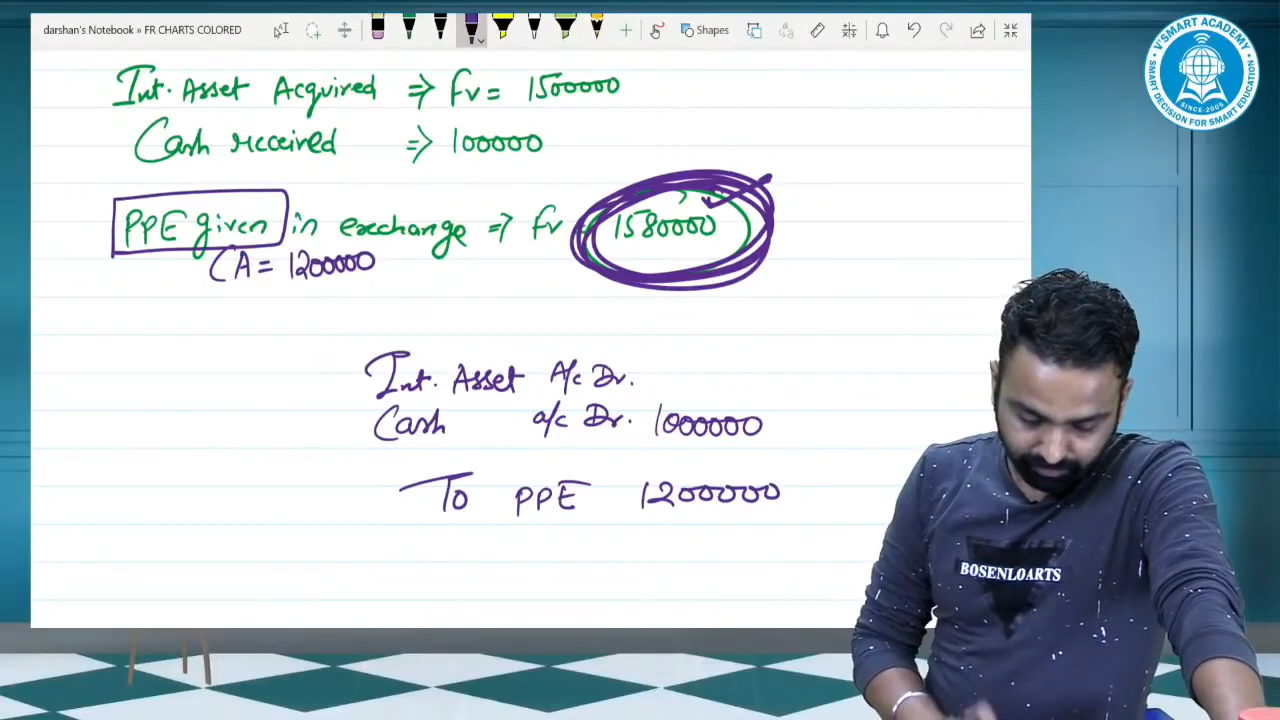 darshan's Notebook » FR CHARTS COLORED
Shapes
V'SMART ACADEMY
SMART DECISION FOR SMART EDUCATION
SINCE-2005
Int. Asset Acquired ⇒ Fv = 1500000
Cash received ⇒ 100000
PPE given in exchange ⇒ Fv = 1580000
CA = 1200000
Int. Asset A/c Dr.
Cash a/c Dr. 1000000
To PPE 1200000
BOSENLOARTS